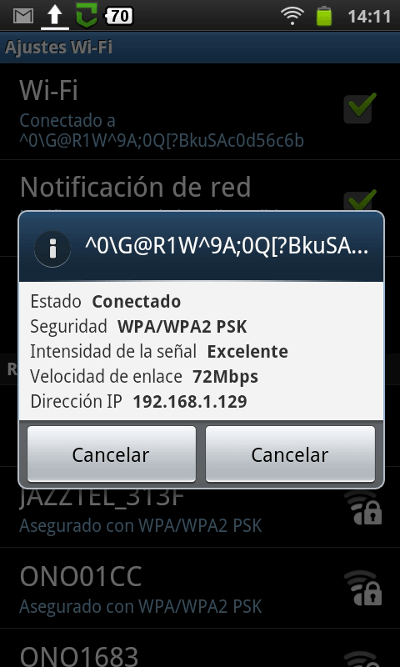 70 14:11
Ajustes Wi-Fi
Wi-Fi
Conectado a
^0\G@R1W^9A;0Q[?BkuSAc0d56c6b
Notificación de red
^0\G@R1W^9A;0Q[?BkuSA...
Estado Conectado
Seguridad WPA/WPA2 PSK
Intensidad de la señal Excelente
Velocidad de enlace 72Mbps
Dirección IP 192.168.1.129
R
Cancelar Cancelar
JAZZTEL_313F
Asegurado con WPA/WPA2 PSK
ONO01CC
Asegurado con WPA/WPA2 PSK
ONO1683